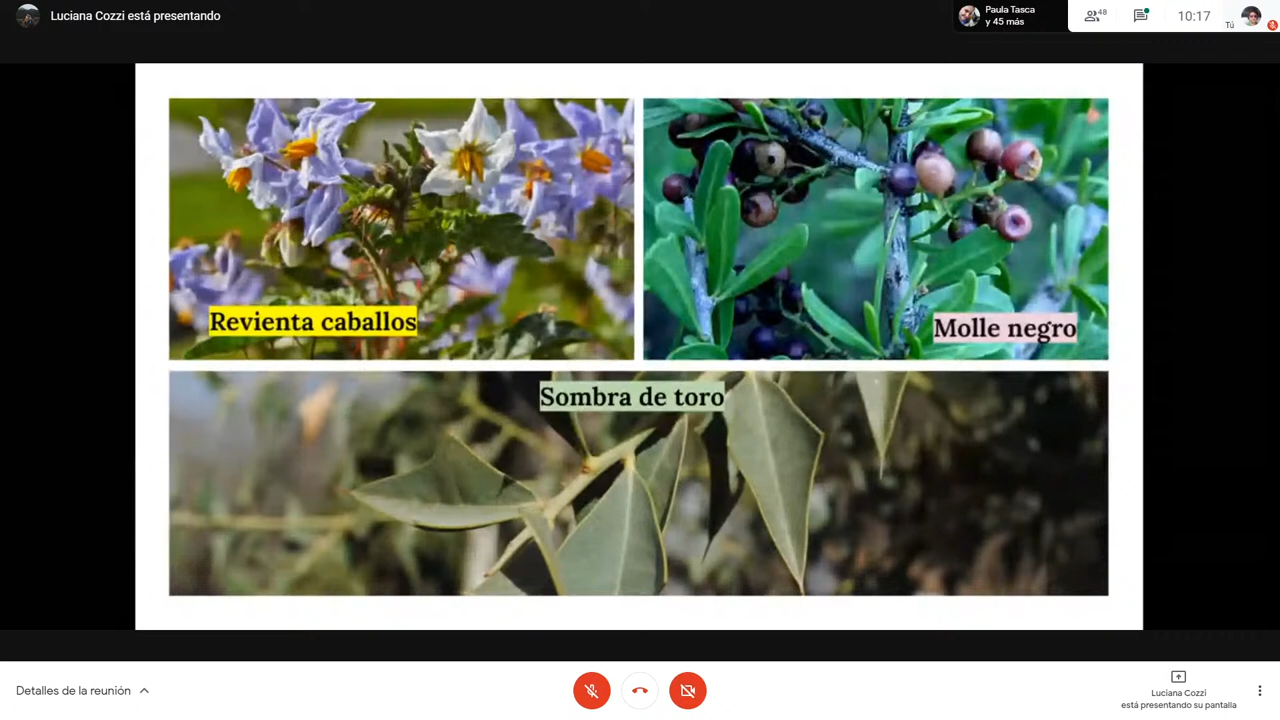 Luciana Cozzi está presentando
Paula Tasca
y 45 más
48
10:17
Tú
Revienta caballos
Molle negro
Sombra de toro
Detalles de la reunión
Luciana Cozzi
está presentando su pantalla